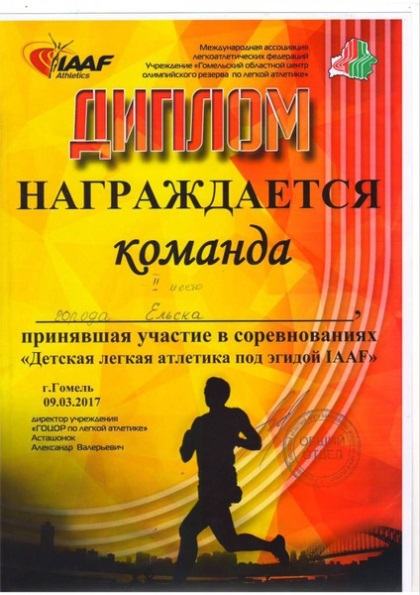 IAAF
Athletics
Международная ассоциация
легкоатлетических федераций
Учреждение «Гомельский областной центр
олимпийского резерва по легкой атлетике»
ДИПЛОМ
НАГРАЖДАЕТСЯ
команда
II место
города Ельска,
принявшая участие в соревнованиях
«Детская легкая атлетика под эгидой IAAF»
г.Гомель
09.03.2017
директор учреждения
«ГОЦОР по легкой атлетике»
Асташонок
Александр Валерьевич
ОБЩИЙ
ОТДЕЛ